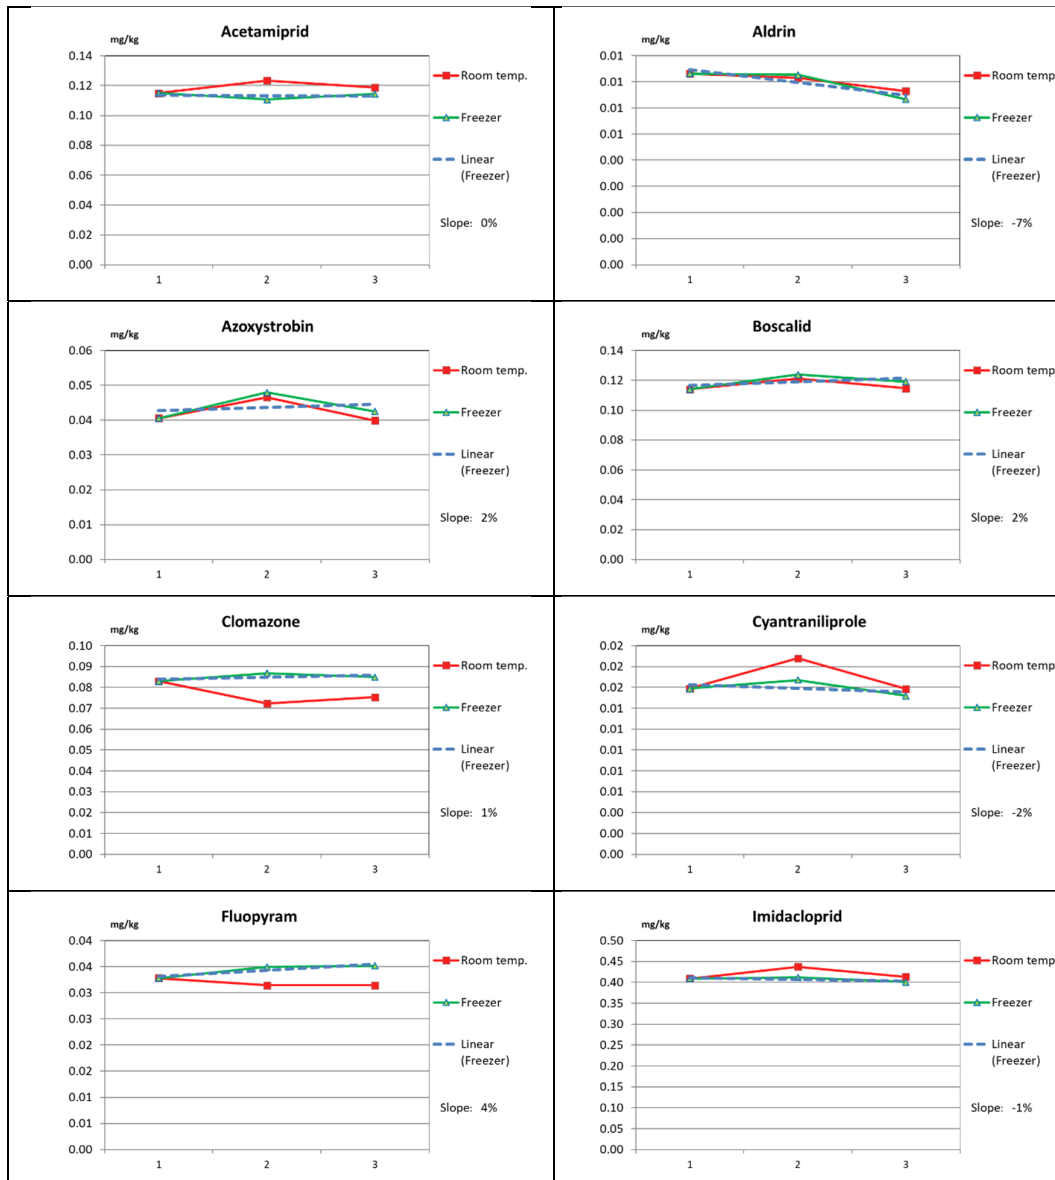 Acetamiprid
mg/kg
0.14
0.12
0.10
0.08
0.06
0.04
0.02
0.00
1 2 3
Room temp.
Freezer
Linear
(Freezer)
Slope: 0%
Aldrin
mg/kg
0.01
0.01
0.01
0.01
0.00
0.00
0.00
0.00
0.00
1 2 3
Room temp.
Freezer
Linear
(Freezer)
Slope: -7%
Azoxystrobin
mg/kg
0.06
0.05
0.04
0.03
0.02
0.01
0.00
1 2 3
Room temp.
Freezer
Linear
(Freezer)
Slope: 2%
Boscalid
mg/kg
0.14
0.12
0.10
0.08
0.06
0.04
0.02
0.00
1 2 3
Room temp.
Freezer
Linear
(Freezer)
Slope: 2%
Clomazone
mg/kg
0.10
0.09
0.08
0.07
0.06
0.05
0.04
0.03
0.02
0.01
0.00
1 2 3
Room temp.
Freezer
Linear
(Freezer)
Slope: 1%
Cyantraniliprole
mg/kg
0.02
0.02
0.02
0.01
0.01
0.01
0.01
0.01
0.00
0.00
0.00
1 2 3
Room temp.
Freezer
Linear
(Freezer)
Slope: -2%
Fluopyram
mg/kg
0.04
0.04
0.03
0.03
0.02
0.02
0.01
0.01
0.00
1 2 3
Room temp.
Freezer
Linear
(Freezer)
Slope: 4%
Imidacloprid
mg/kg
0.50
0.45
0.40
0.35
0.30
0.25
0.20
0.15
0.10
0.05
0.00
1 2 3
Room temp.
Freezer
Linear
(Freezer)
Slope: -1%